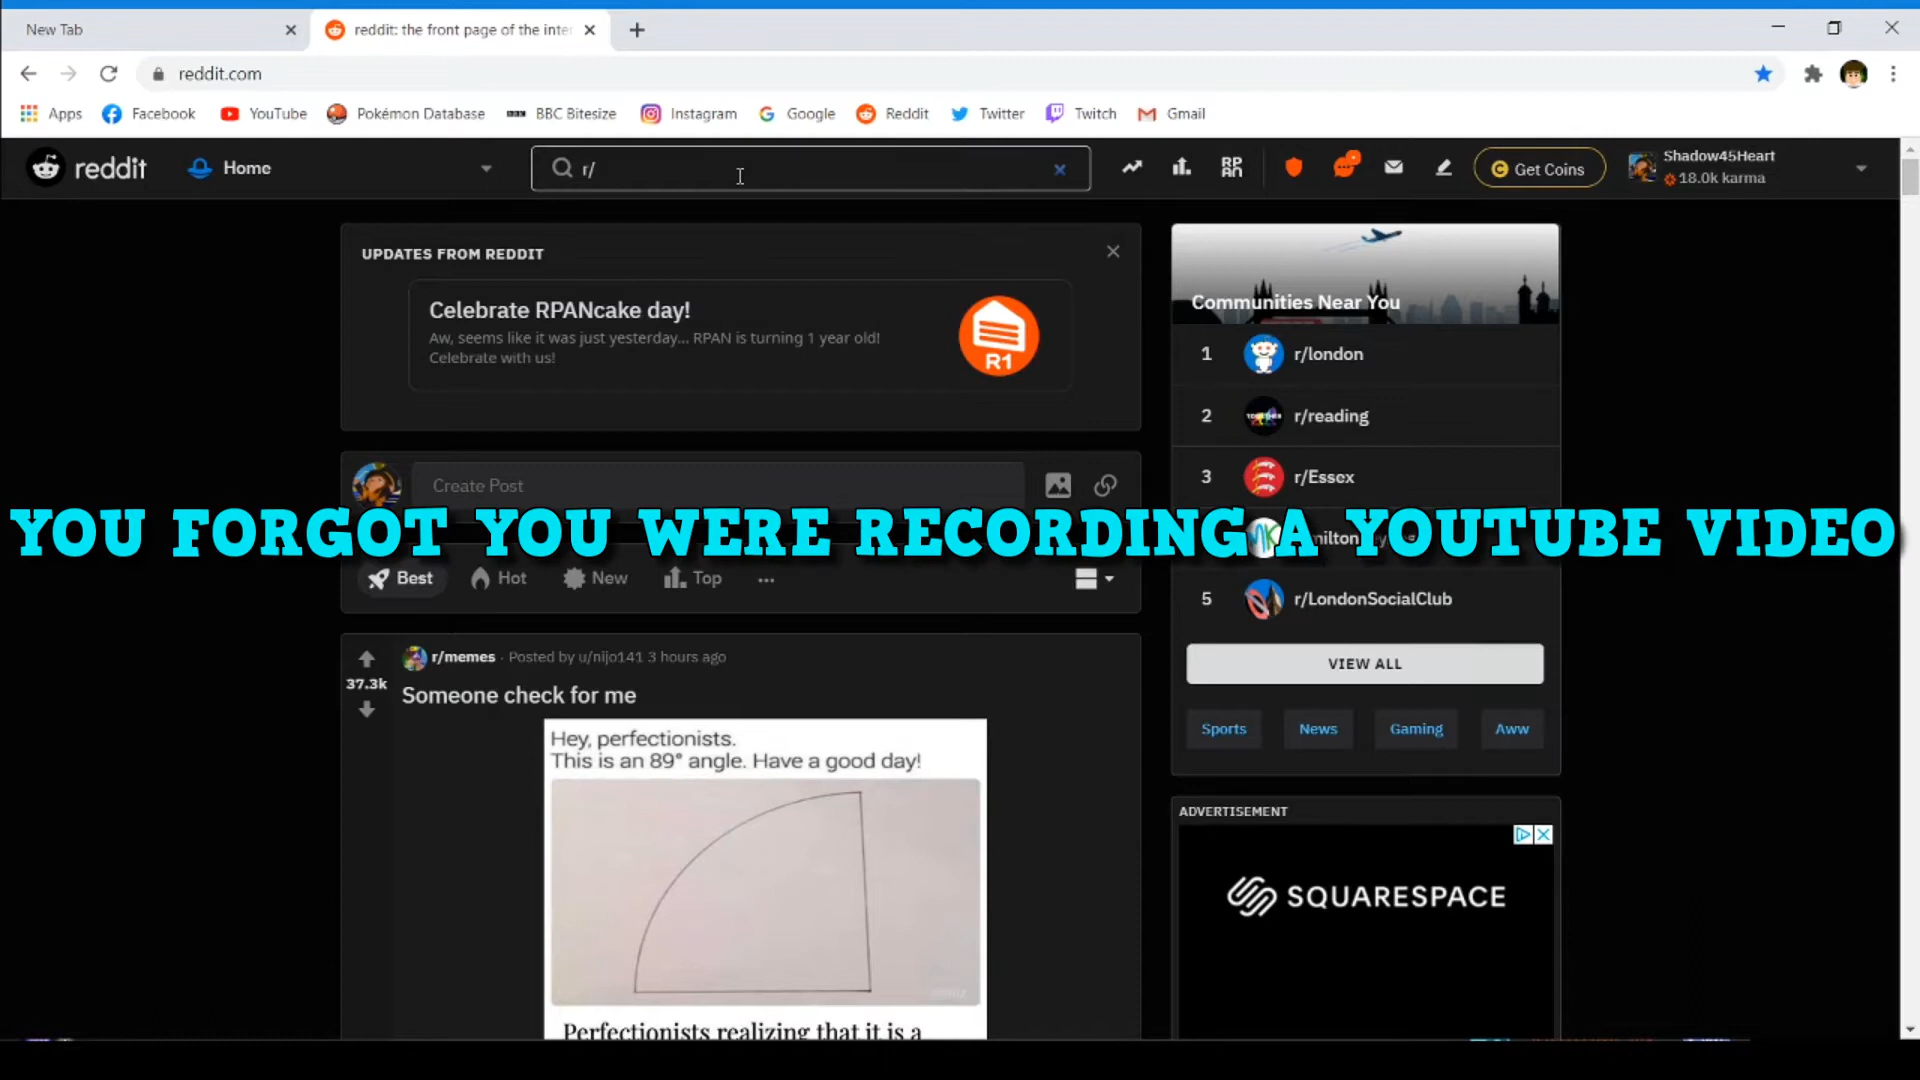 New Tab
reddit: the front page of the inte
reddit.com
Apps Facebook YouTube Pokémon Database BBC Bitesize Instagram Google Reddit Twitter Twitch Gmail
reddit Home r/ Get Coins Shadow45Heart
18.0k karma
UPDATES FROM REDDIT
Celebrate RPANcake day!
Aw, seems like it was just yesterday... RPAN is turning 1 year old!
Celebrate with us!
R1
Create Post
YOU FORGOT YOU WERE RECORDING A YOUTUBE VIDEO
Best Hot New Top
r/memes · Posted by u/nijo141 3 hours ago
37.3k
Someone check for me
Hey, perfectionists.
This is an 89° angle. Have a good day!
Perfectionists realizing that it is a
Communities Near You
1 r/london
2 r/reading
3 r/Essex
5 r/LondonSocialClub
VIEW ALL
Sports News Gaming Aww
ADVERTISEMENT
SQUARESPACE